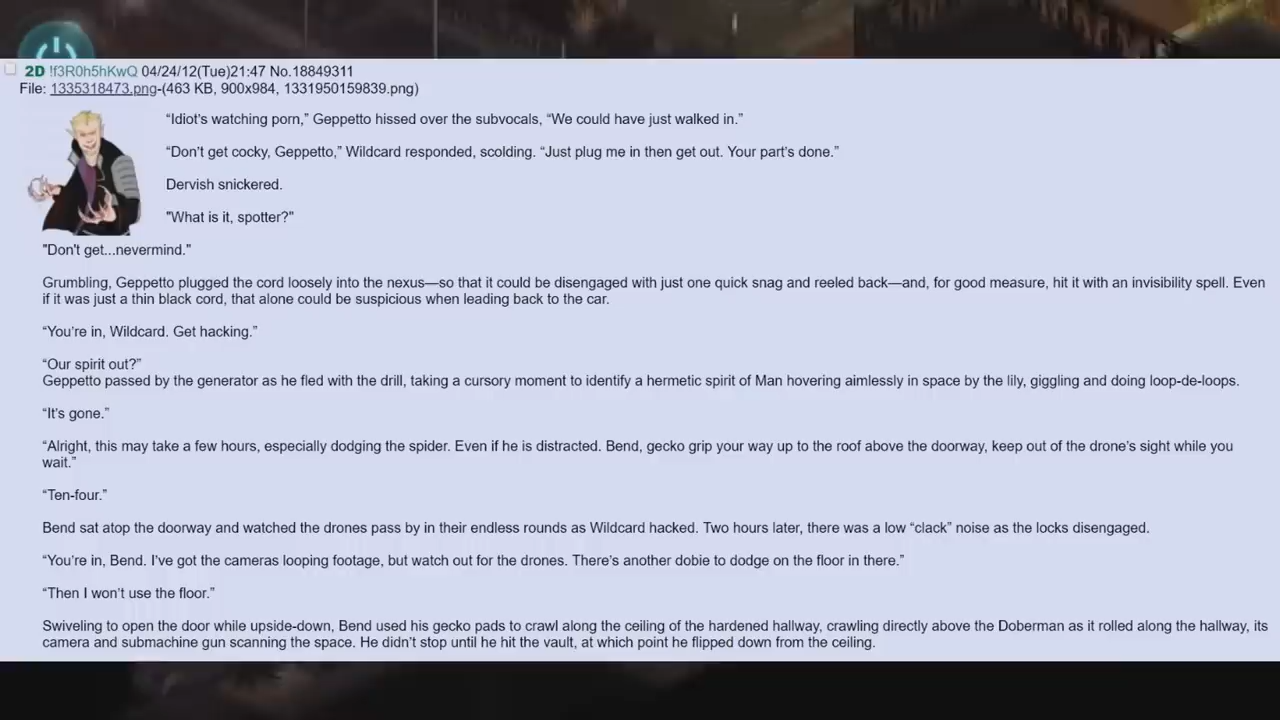 2D !f3R0h5hKwQ 04/24/12(Tue)21:47 No.18849311
File: 1335318473.png-(463 KB, 900x984, 1331950159839.png)
“Idiot's watching porn,” Geppetto hissed over the subvocals, “We could have just walked in.”
“Don't get cocky, Geppetto,” Wildcard responded, scolding. “Just plug me in then get out. Your part's done.”
Dervish snickered.
"What is it, spotter?"
"Don't get...nevermind."
Grumbling, Geppetto plugged the cord loosely into the nexus—so that it could be disengaged with just one quick snag and reeled back—and, for good measure, hit it with an invisibility spell. Even
if it was just a thin black cord, that alone could be suspicious when leading back to the car.
“You're in, Wildcard. Get hacking.”
“Our spirit out?”
Geppetto passed by the generator as he fled with the drill, taking a cursory moment to identify a hermetic spirit of Man hovering aimlessly in space by the lily, giggling and doing loop-de-loops.
“It's gone.”
“Alright, this may take a few hours, especially dodging the spider. Even if he is distracted. Bend, gecko grip your way up to the roof above the doorway, keep out of the drone's sight while you
wait.”
“Ten-four.”
Bend sat atop the doorway and watched the drones pass by in their endless rounds as Wildcard hacked. Two hours later, there was a low “clack” noise as the locks disengaged.
“You're in, Bend. I've got the cameras looping footage, but watch out for the drones. There's another dobie to dodge on the floor in there.”
“Then I won't use the floor.”
Swiveling to open the door while upside-down, Bend used his gecko pads to crawl along the ceiling of the hardened hallway, crawling directly above the Doberman as it rolled along the hallway, its
camera and submachine gun scanning the space. He didn't stop until he hit the vault, at which point he flipped down from the ceiling.